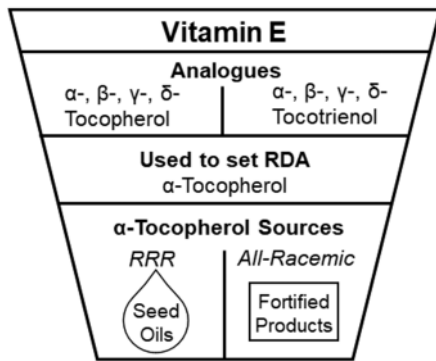 Vitamin E
Analogues
α-, β-, γ-, δ-
Tocopherol
α-, β-, γ-, δ-
Tocotrienol
Used to set RDA
α-Tocopherol
α-Tocopherol Sources
RRR
Seed
Oils
All-Racemic
Fortified
Products